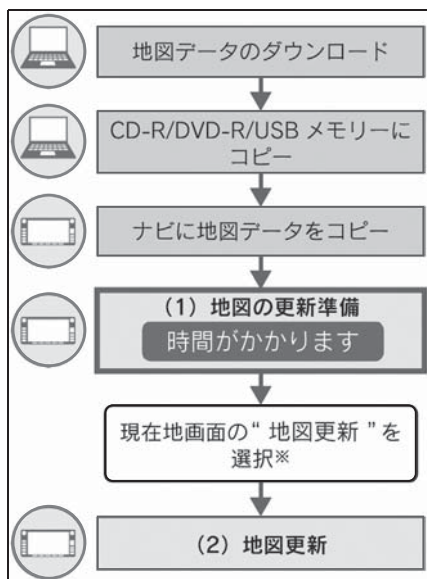 地図データのダウンロード
CD-R/DVD-R/USB メモリーに
コピー
ナビに地図データをコピー
(1) 地図の更新準備
時間がかかります
現在地画面の“ 地図更新 ”を
選択※
(2) 地図更新